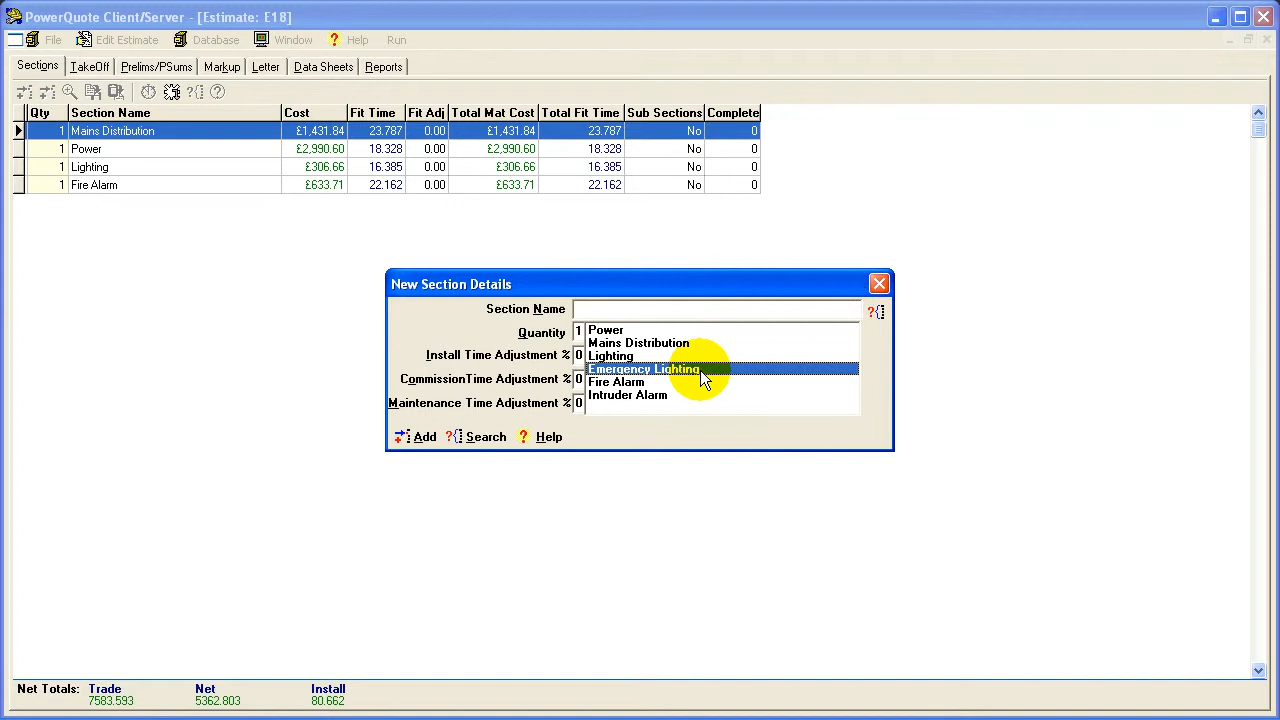 PowerQuote Client/Server - [Estimate: E18]
File Edit Estimate Database Window ? Help Run
Sections TakeOff Prelims/PSums Markup Letter Data Sheets Reports
Qty Section Name Cost Fit Time Fit Adj Total Mat Cost Total Fit Time Sub Sections Complete
1 Mains Distribution £1,431.84 23.787 0.00 £1,431.84 23.787 No 0
1 Power £2,990.60 18.328 0.00 £2,990.60 18.328 No 0
1 Lighting £306.66 16.385 0.00 £306.66 16.385 No 0
1 Fire Alarm £633.71 22.162 0.00 £633.71 22.162 No 0
New Section Details
Section Name
Quantity 1
Install Time Adjustment % 0
CommissionTime Adjustment % 0
Maintenance Time Adjustment % 0
Power
Mains Distribution
Lighting
Emergency Lighting
Fire Alarm
Intruder Alarm
Add Search ? Help
Net Totals: Trade Net Install
7583.593 5362.803 80.662